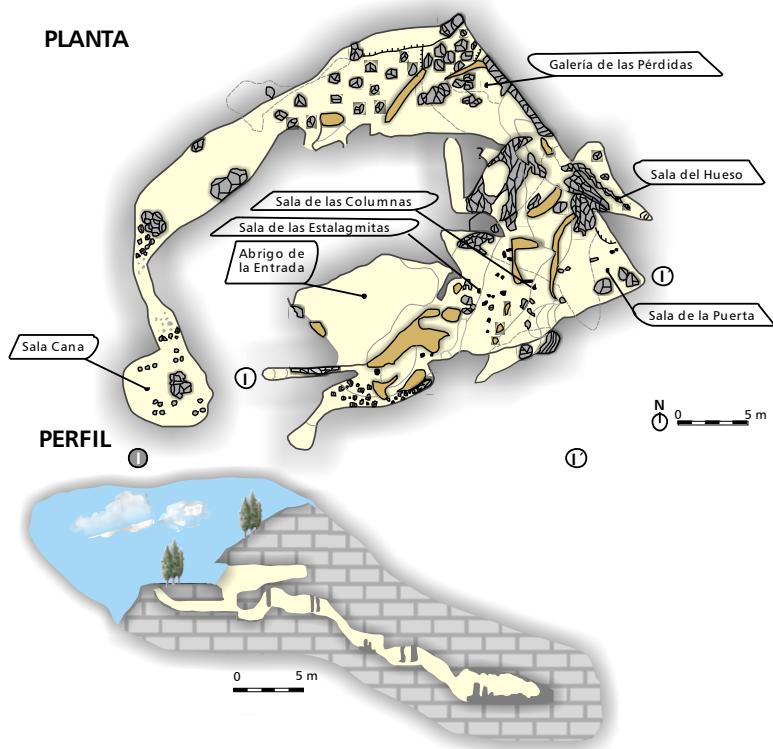 PLANTA
Galería de las Pérdidas
Sala del Hueso
Sala de las Columnas
Sala de las Estalagmitas
Abrigo de
la Entrada
I´
Sala de la Puerta
Sala Cana
I
N
0 5 m
PERFIL
I
I´
0 5 m